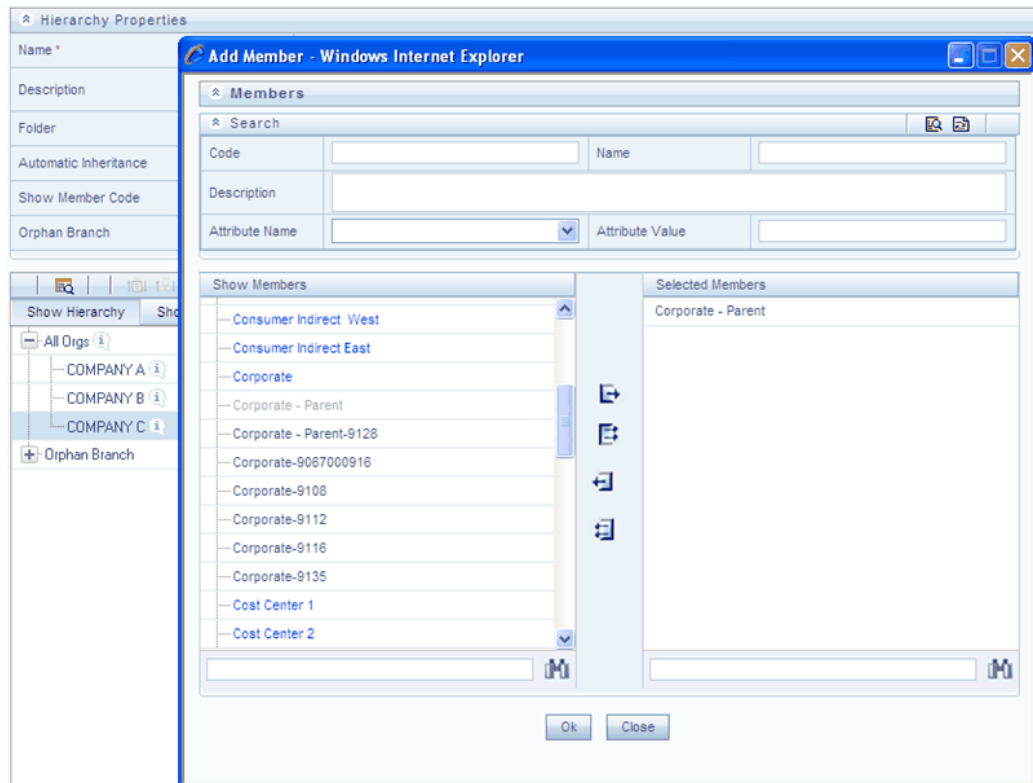 Hierarchy Properties
Name *
Description
Folder
Automatic Inheritance
Show Member Code
Orphan Branch
Show Hierarchy
All Orgs
COMPANY A
COMPANY B
COMPANY C
Orphan Branch
Add Member - Windows Internet Explorer
Members
Search
Code
Name
Description
Attribute Name
Attribute Value
Show Members
Consumer Indirect West
Consumer Indirect East
Corporate
Corporate - Parent
Corporate - Parent-9128
Corporate-9067000916
Corporate-9108
Corporate-9112
Corporate-9116
Corporate-9135
Cost Center 1
Cost Center 2
Selected Members
Corporate - Parent
Ok
Close